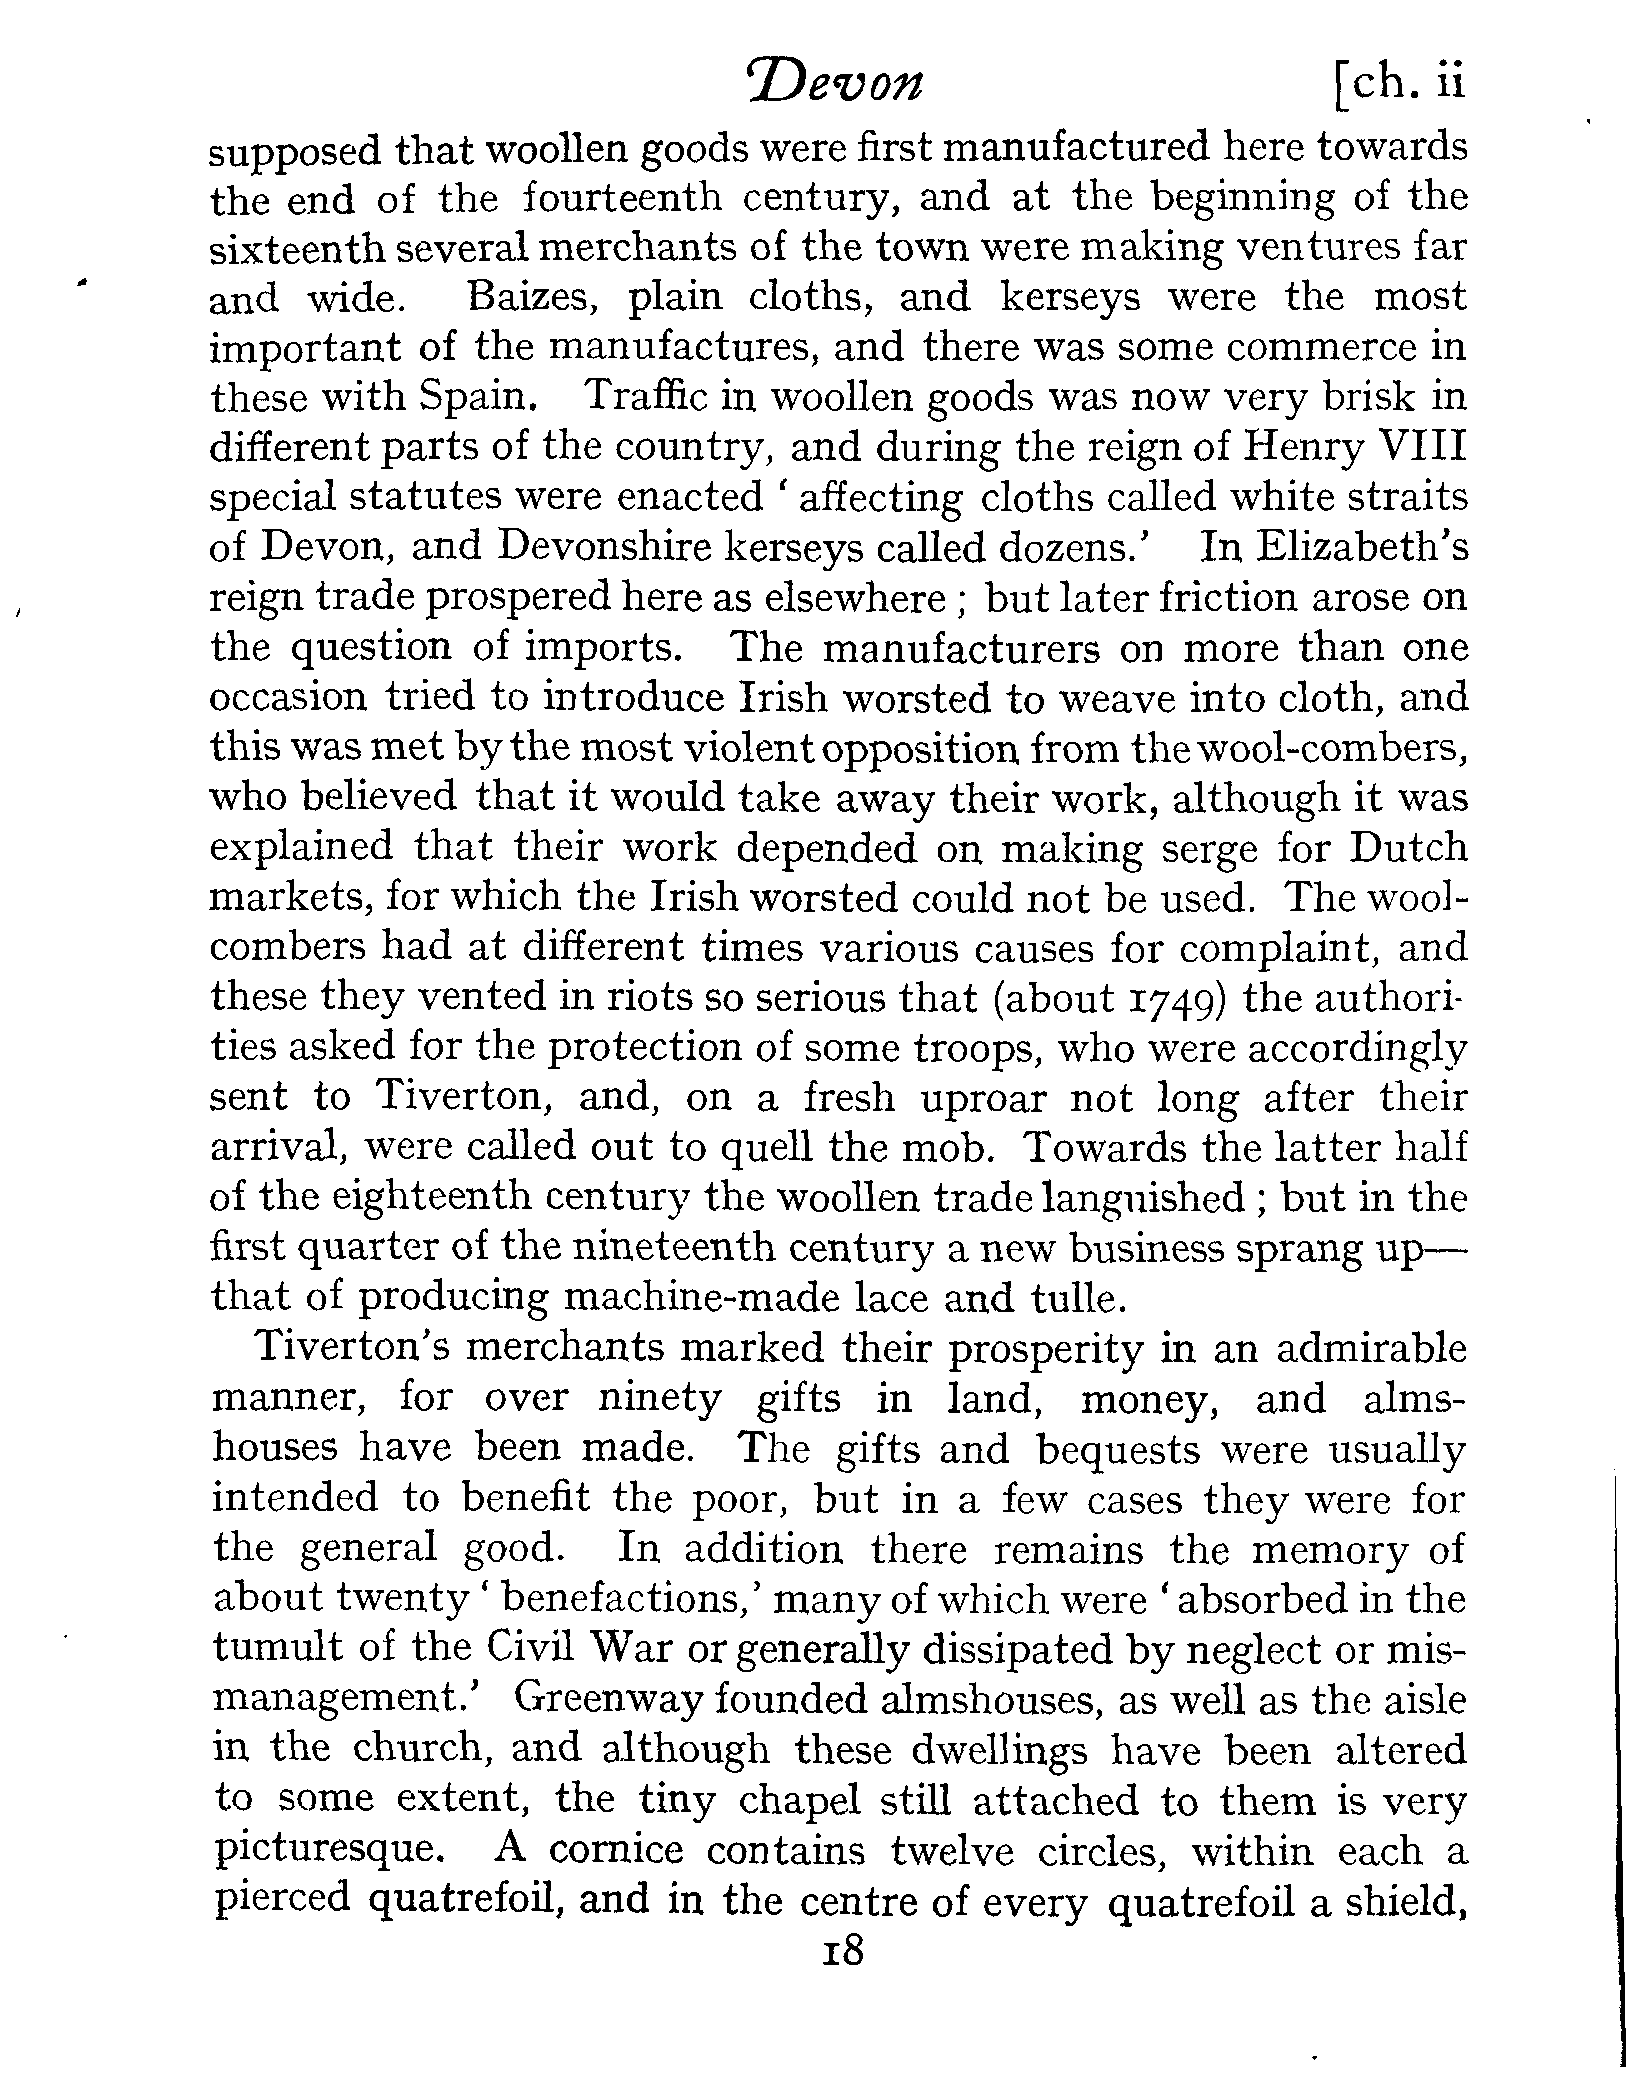 Devon [ch. ii
supposed that woollen goods were first manufactured here towards
the end of the fourteenth century, and at the beginning of the
sixteenth several merchants of the town were making ventures far
and wide. Baizes, plain cloths, and kerseys were the most
important of the manufactures, and there was some commerce in
these with Spain. Traffic in woollen goods was now very brisk in
different parts of the country, and during the reign of Henry VIII
special statutes were enacted ‘ affecting cloths called white straits
of Devon, and Devonshire kerseys called dozens.’ In Elizabeth's
reign trade prospered here as elsewhere ; but later friction arose on
the question of imports. The manufacturers on more than one
occasion tried to introduce Irish worsted to weave into cloth, and
this was met by the most violent opposition from the wool-combers,
who believed that it would take away their work, although it was
explained that their work depended on making serge for Dutch
markets, for which the Irish worsted could not be used. The wool-
combers had at different times various causes for complaint, and
these they vented in riots so serious that (about 1749) the authori-
ties asked for the protection of some troops, who were accordingly
sent to Tiverton, and, on a fresh uproar not long after their
arrival, were called out to quell the mob. Towards the latter half
of the eighteenth century the woollen trade languished ; but in the
first quarter of the nineteenth century a new business sprang up—
that of producing machine-made lace and tulle.
Tiverton's merchants marked their prosperity in an admirable
manner, for over ninety gifts in land, money, and alms-
houses have been made. The gifts and bequests were usually
intended to benefit the poor, but in a few cases they were for
the general good. In addition there remains the memory of
about twenty ‘ benefactions,’ many of which were ‘ absorbed in the
tumult of the Civil War or generally dissipated by neglect or mis-
management.’ Greenway founded almshouses, as well as the aisle
in the church, and although these dwellings have been altered
to some extent, the tiny chapel still attached to them is very
picturesque. A cornice contains twelve circles, within each a
pierced quatrefoil, and in the centre of every quatrefoil a shield,
18